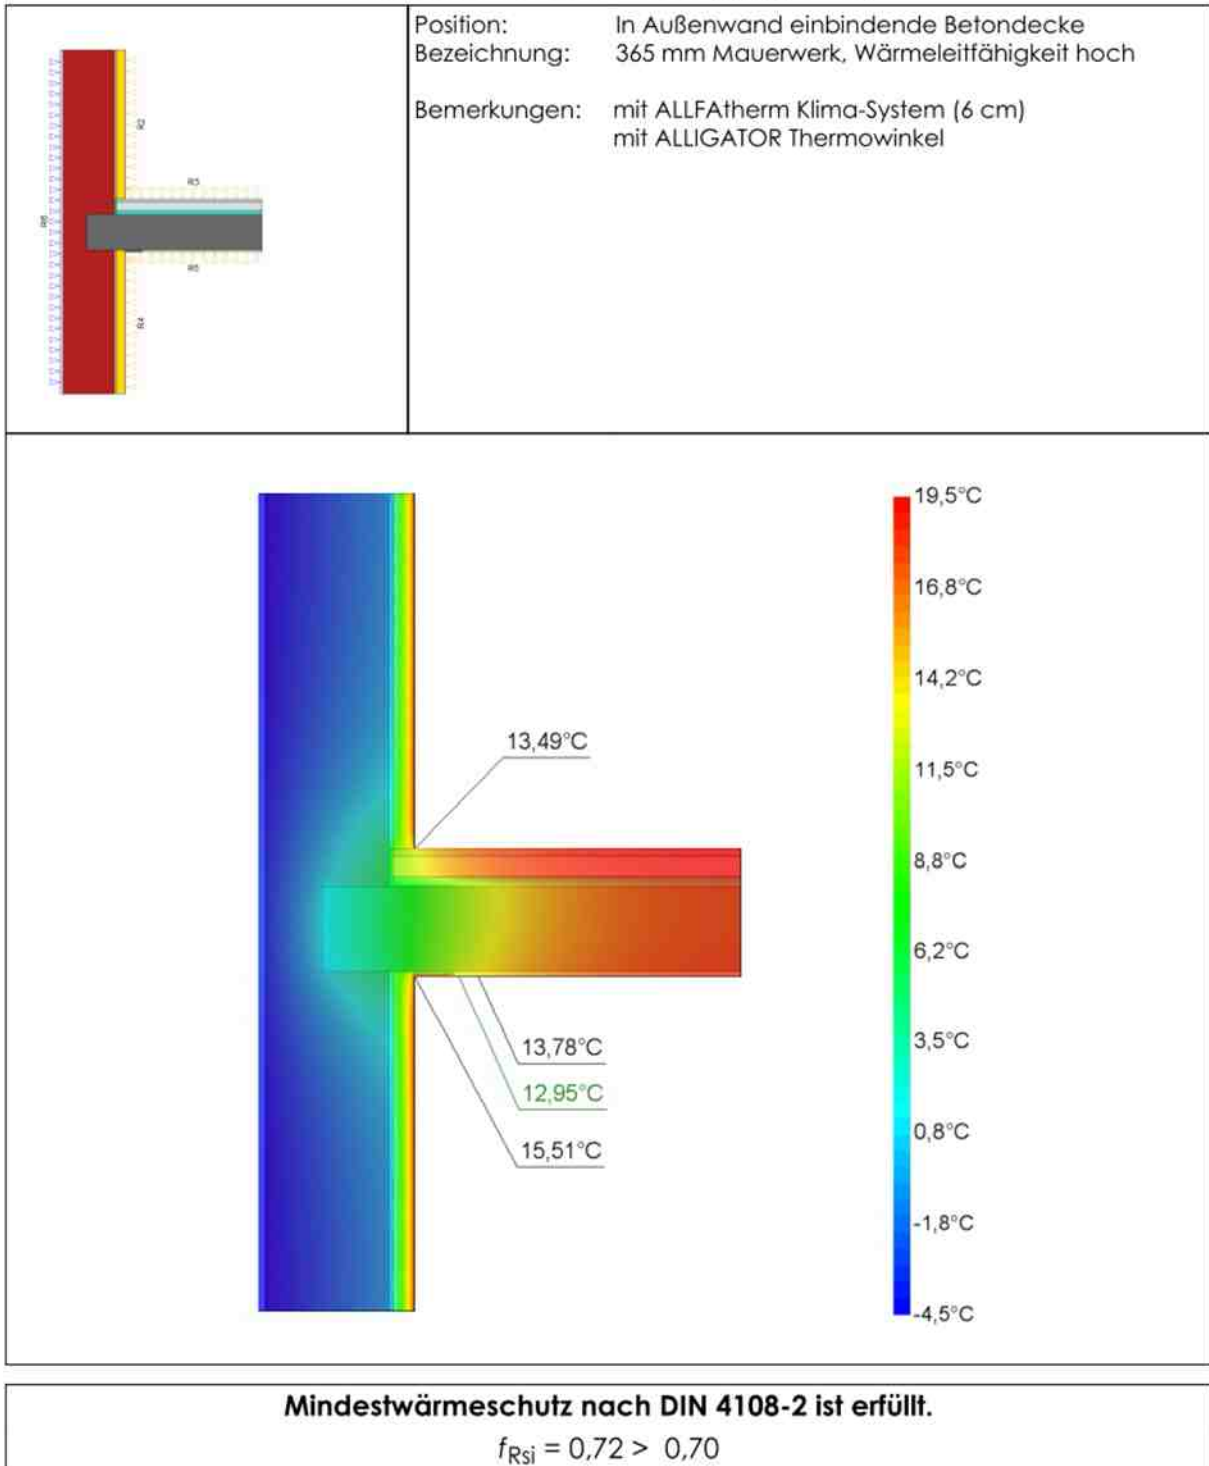 Position: In Außenwand einbindende Betondecke
Bezeichnung: 365 mm Mauerwerk, Wärmeleitfähigkeit hoch
Bemerkungen: mit ALLFAtherm Klima-System (6 cm)
mit ALLIGATOR Thermowinkel
R2
R3
R4
19,5°C
16,8°C
14,2°C
13,49°C
11,5°C
8,8°C
6,2°C
3,5°C
13,78°C
12,95°C
0,8°C
15,51°C
-1,8°C
-4,5°C
Mindestwärmeschutz nach DIN 4108-2 ist erfüllt.
fRsi = 0,72 > 0,70